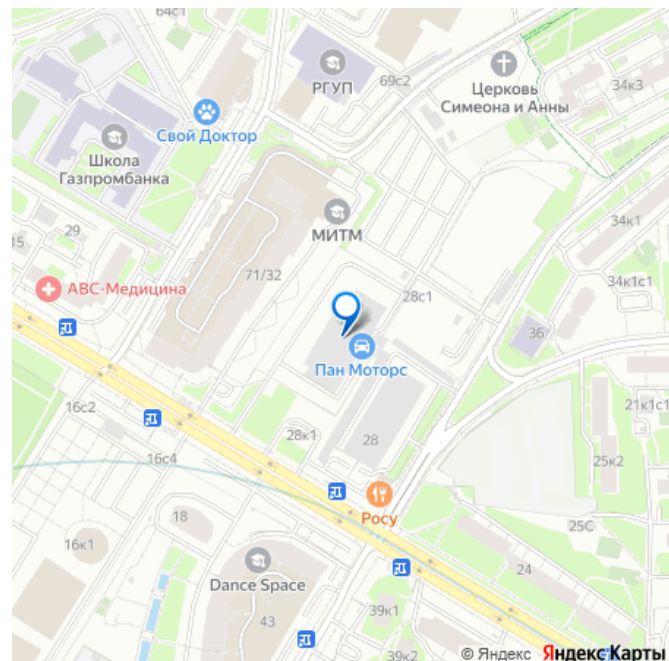 64с1
РГУП
69с2
Церковь
Симеона и Анны
34к3
Свой Доктор
Школа
Газпромбанка
34к1
МИТМ
15
29
71/32
АВС-Медицина
28с1
34к1с1
36
Пан Моторс
16с2
21к1с1
28к1
28
25к2
16с4
Росу
18
25С
16к1
Dance Space
24
43
39к1
39к2
© Яндекс Яндекс Карты